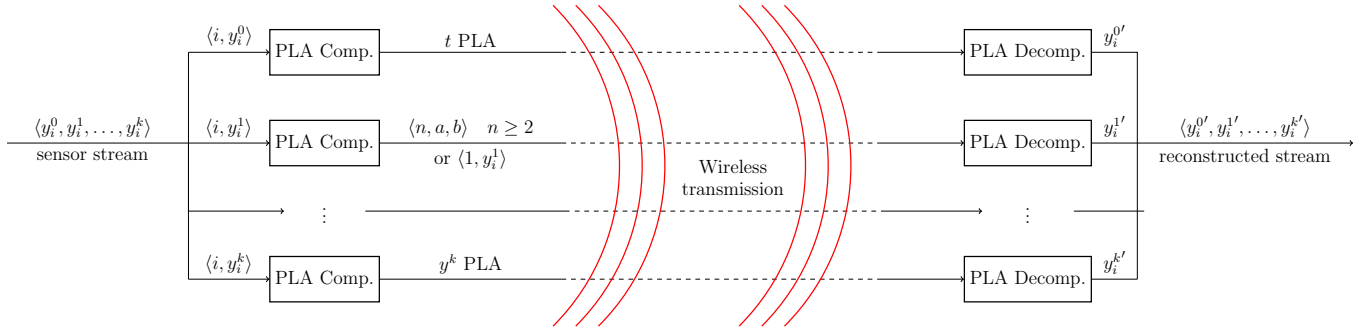 ⟨y_i^0, y_i^1, …, y_i^k⟩
sensor stream
⟨i, y_i^0⟩
PLA Comp.
t PLA
PLA Decomp.
y_i^{0′}
⟨i, y_i^1⟩
PLA Comp.
⟨n, a, b⟩ n ≥ 2
or ⟨1, y_i^1⟩
Wireless
transmission
PLA Decomp.
y_i^{1′}
⋮
⋮
⟨i, y_i^k⟩
PLA Comp.
y^k PLA
PLA Decomp.
y_i^{k′}
⟨y_i^{0′}, y_i^{1′}, …, y_i^{k′}⟩
reconstructed stream